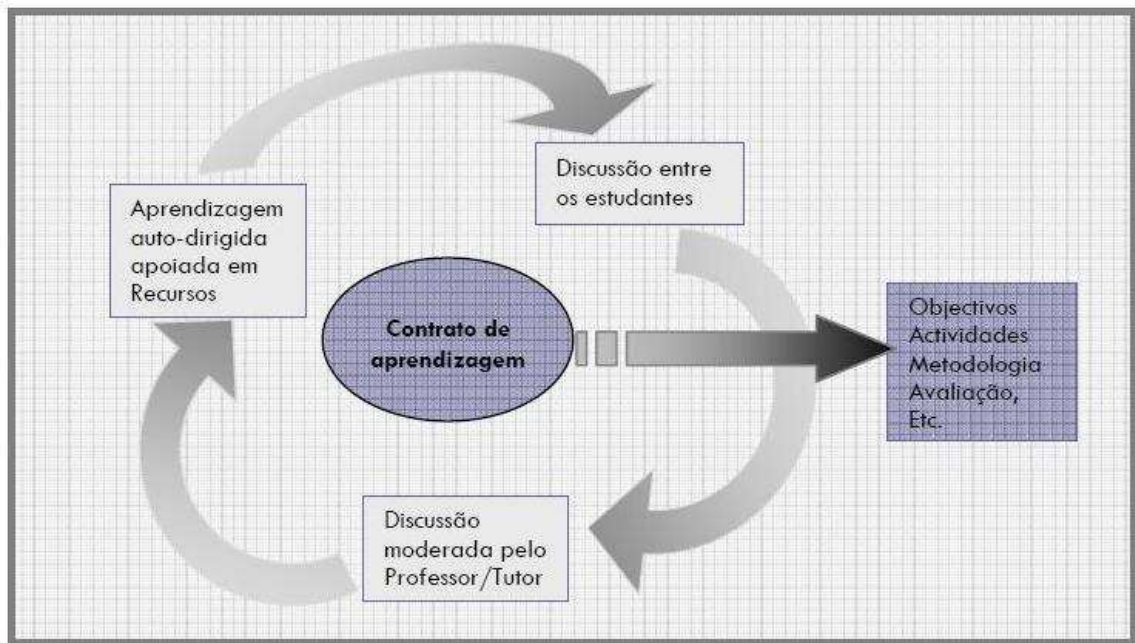 Discussão entre
os estudantes
Aprendizagem
auto-dirigida
apoiada em
Recursos
Contrato de
aprendizagem
Objectivos
Actividades
Metodologia
Avaliação,
Etc.
Discussão
moderada pelo
Professor/Tutor